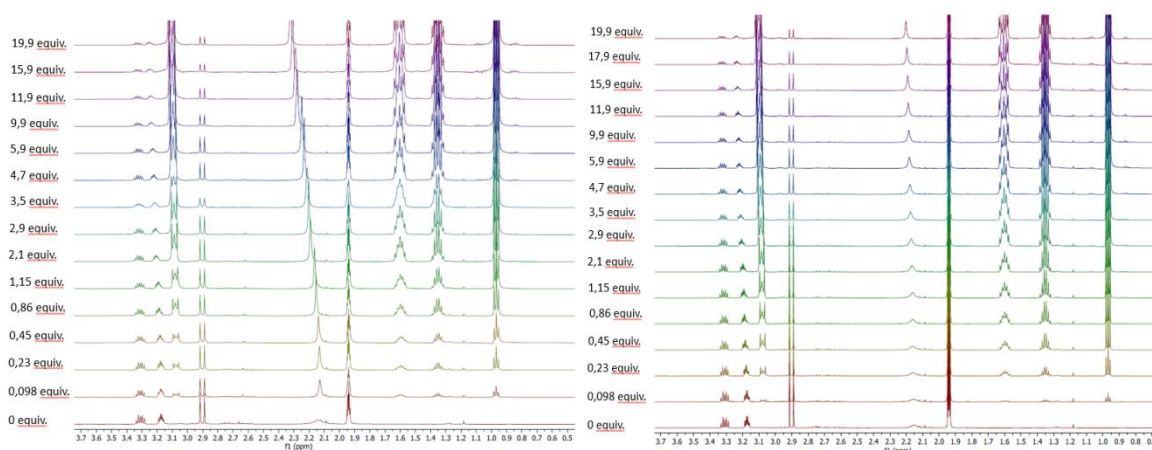 19,9 equiv.
15,9 equiv.
11,9 equiv.
9,9 equiv.
5,9 equiv.
4,7 equiv.
3,5 equiv.
2,9 equiv.
2,1 equiv.
1,15 equiv.
0,86 equiv.
0,45 equiv.
0,23 equiv.
0,098 equiv.
0 equiv.
3.7 3.6 3.5 3.4 3.3 3.2 3.1 3.0 2.9 2.8 2.7 2.6 2.5 2.4 2.3 2.2 2.1 2.0 1.9 1.8 1.7 1.6 1.5 1.4 1.3 1.2 1.1 1.0 0.9 0.8 0.7 0.6 0.5
f1 (ppm)
19,9 equiv.
17,9 equiv.
15,9 equiv.
11,9 equiv.
9,9 equiv.
5,9 equiv.
4,7 equiv.
3,5 equiv.
2,9 equiv.
2,1 equiv.
1,15 equiv.
0,86 equiv.
0,45 equiv.
0,23 equiv.
0,098 equiv.
0 equiv.
3.7 3.6 3.5 3.4 3.3 3.2 3.1 3.0 2.9 2.8 2.7 2.6 2.5 2.4 2.3 2.2 2.1 2.0 1.9 1.8 1.7 1.6 1.5 1.4 1.3 1.2 1.1 1.0 0.9
f1 (ppm)